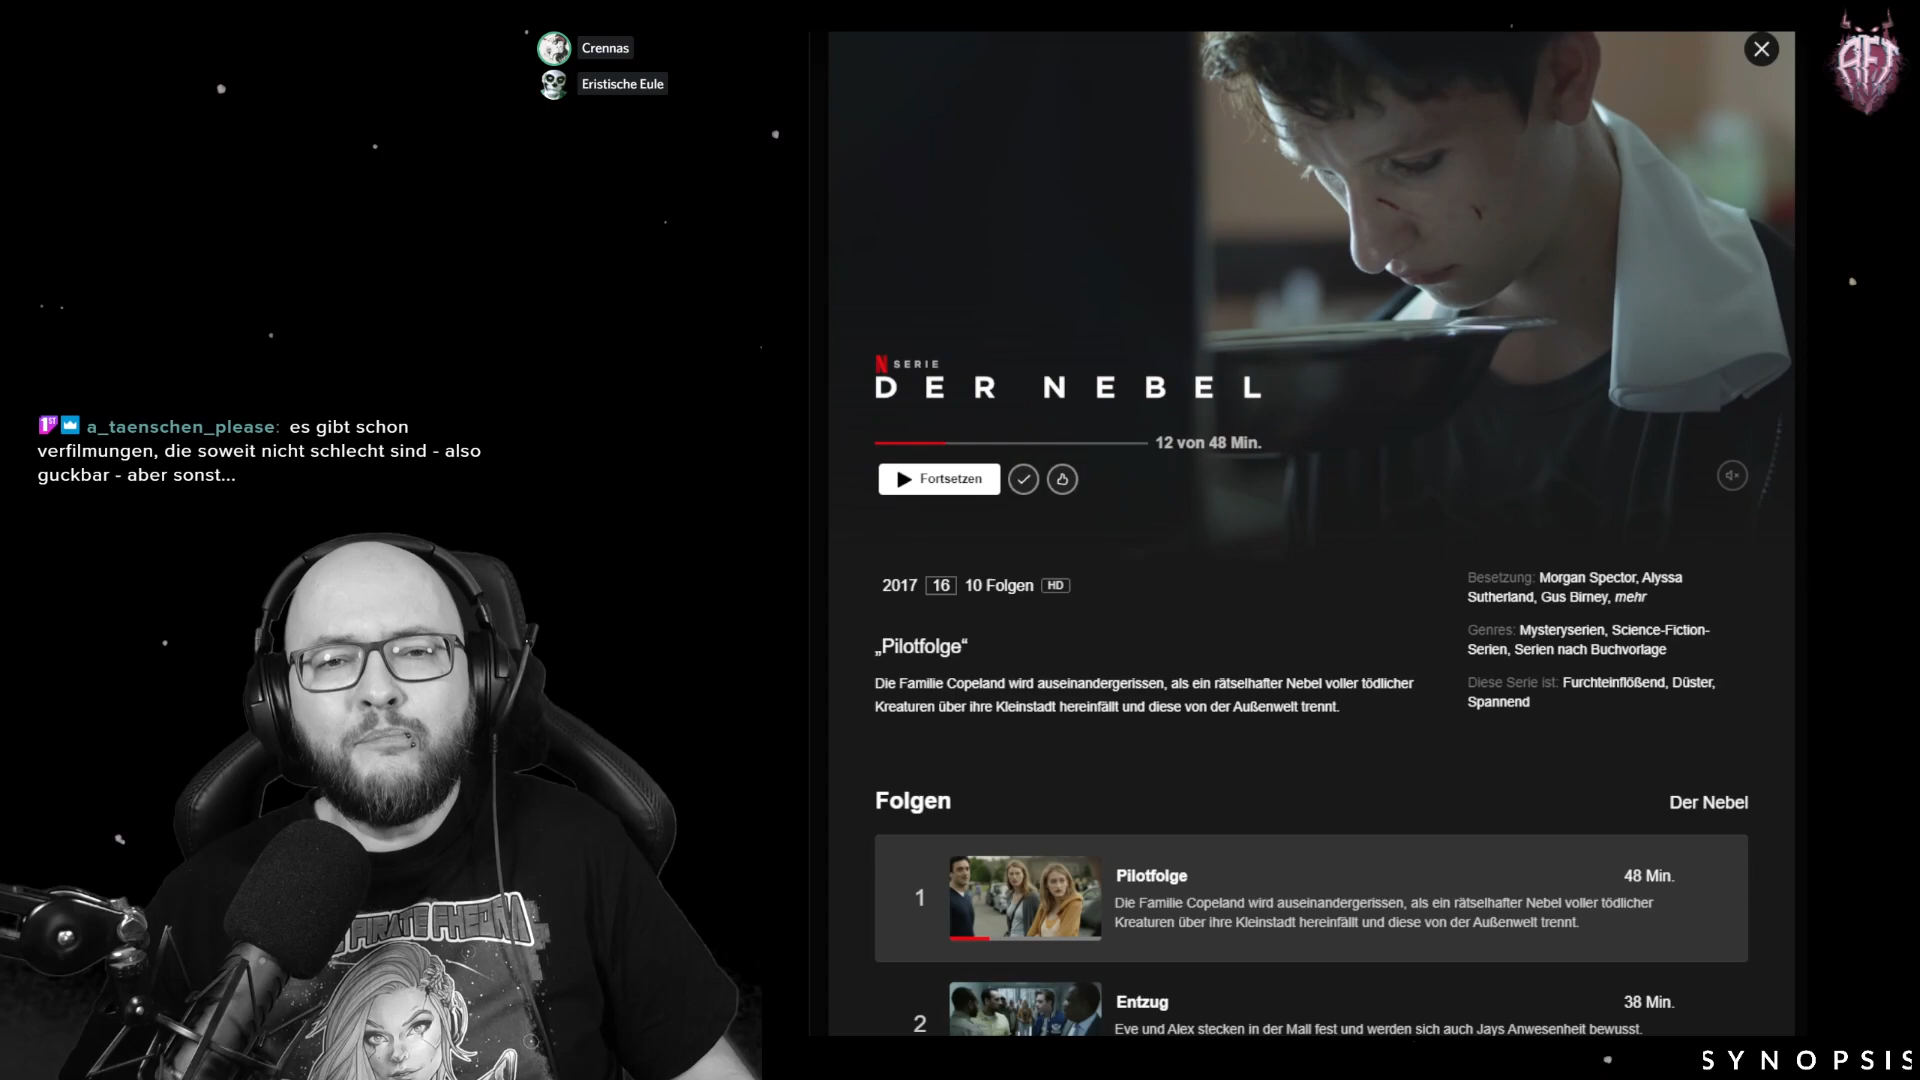 Crennas
Eristische Eule
AFT
a_taenschen_please: es gibt schon
verfilmungen, die soweit nicht schlecht sind - also
guckbar - aber sonst...
N SERIE
DER NEBEL
12 von 48 Min.
Fortsetzen
2017 16 10 Folgen HD
„Pilotfolge“
Die Familie Copeland wird auseinandergerissen, als ein rätselhafter Nebel voller tödlicher
Kreaturen über ihre Kleinstadt hereinfällt und diese von der Außenwelt trennt.
Besetzung: Morgan Spector, Alyssa
Sutherland, Gus Birney, mehr
Genres: Mysteryserien, Science-Fiction-
Serien, Serien nach Buchvorlage
Diese Serie ist: Furchteinflößend, Düster,
Spannend
Folgen
Der Nebel
1
Pilotfolge
48 Min.
Die Familie Copeland wird auseinandergerissen, als ein rätselhafter Nebel voller tödlicher
Kreaturen über ihre Kleinstadt hereinfällt und diese von der Außenwelt trennt.
2
Entzug
38 Min.
Eve und Alex stecken in der Mall fest und werden sich auch Jays Anwesenheit bewusst.
PIRATE
SYNOPSIS